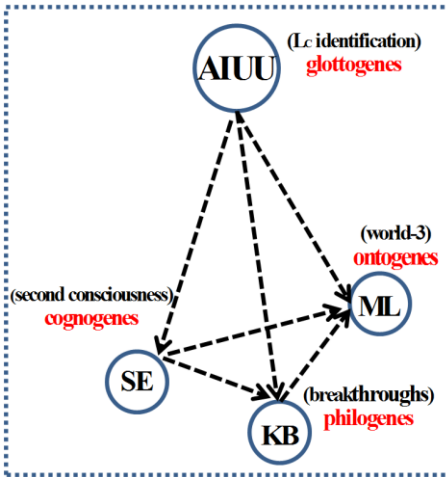 (Lc identification)
AIUU
glottogenes
(world-3)
ontogenes
ML
(second consciousness)
cognogenes
SE
(breakthroughs)
philogenes
KB